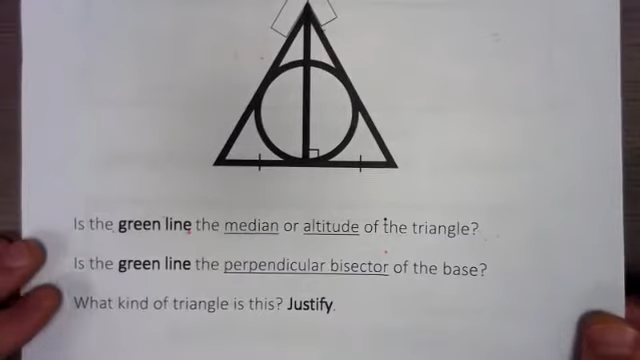 Is the green line the median or altitude of the triangle?
Is the green line the perpendicular bisector of the base?
What kind of triangle is this? Justify.